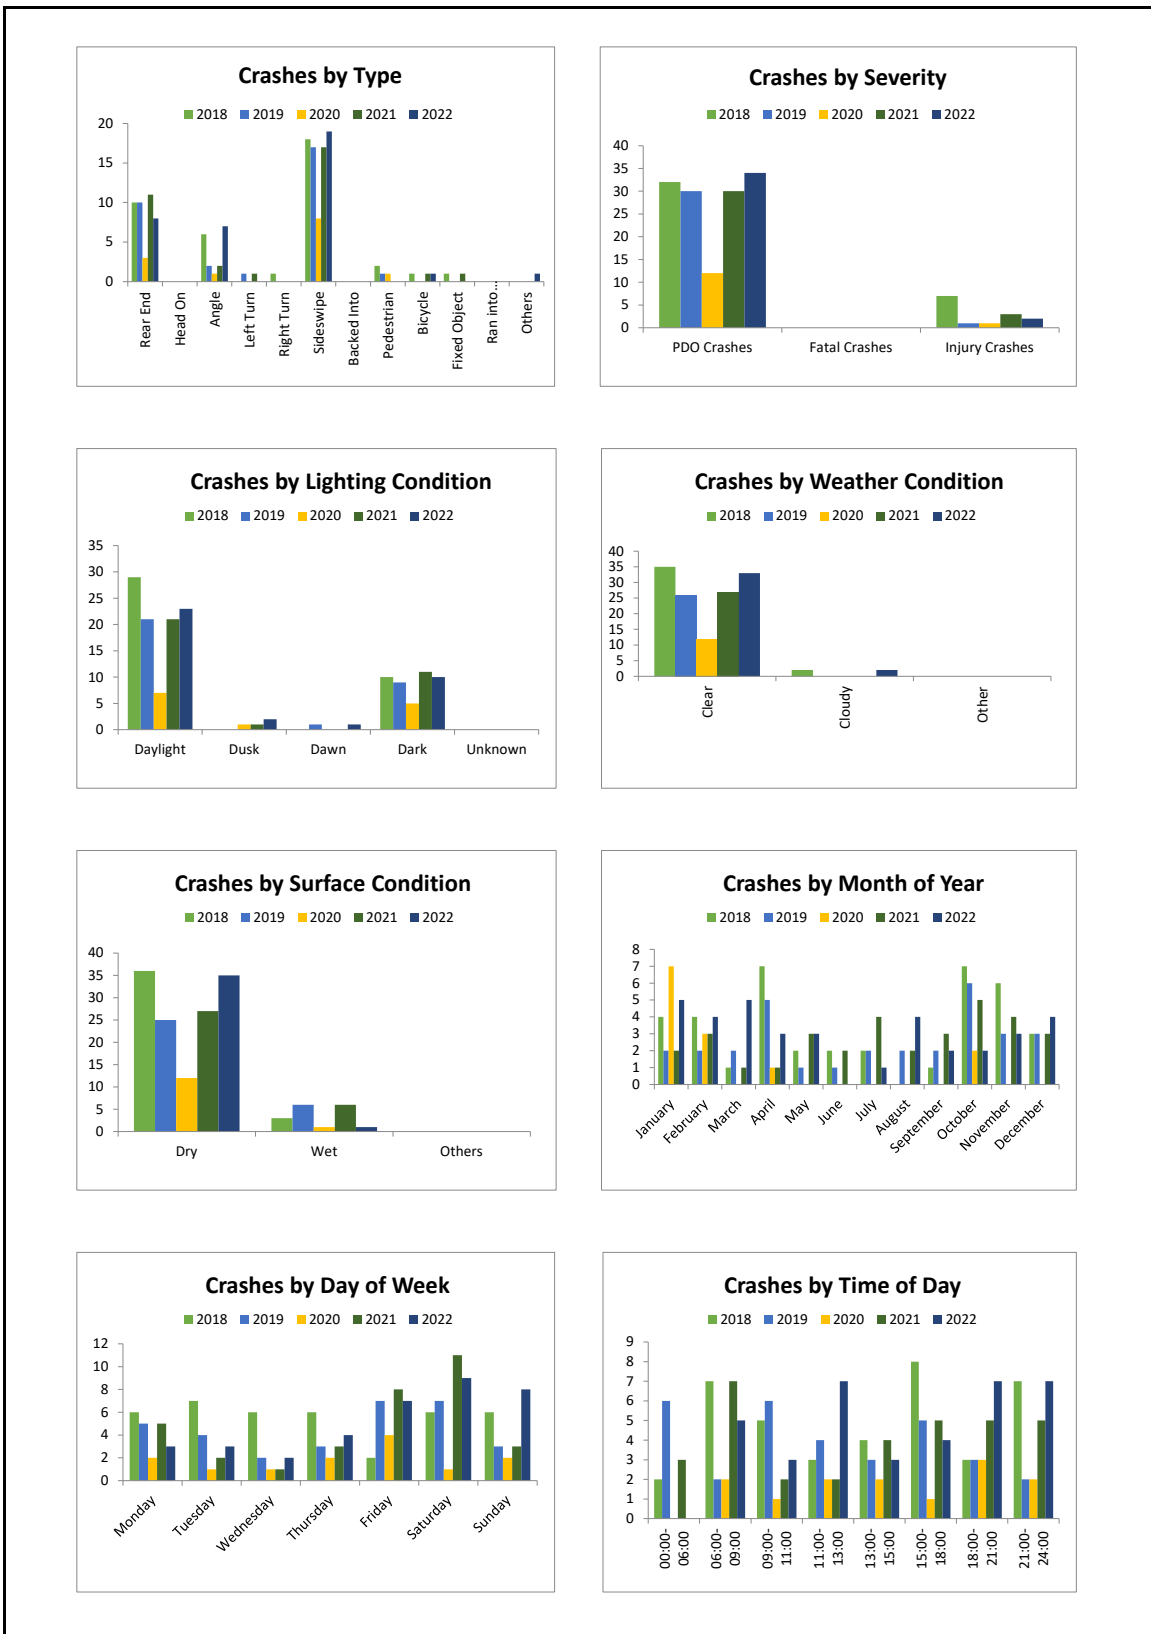 Crashes by Type
2018 2019 2020 2021 2022
20
15
10
5
0
Rear End
Head On
Angle
Left Turn
Right Turn
Sideswipe
Backed Into
Pedestrian
Bicycle
Fixed Object
Ran into...
Others
Crashes by Severity
2018 2019 2020 2021 2022
40
35
30
25
20
15
10
5
0
PDO Crashes Fatal Crashes Injury Crashes
Crashes by Lighting Condition
2018 2019 2020 2021 2022
35
30
25
20
15
10
5
0
Daylight Dusk Dawn Dark Unknown
Crashes by Weather Condition
2018 2019 2020 2021 2022
40
35
30
25
20
15
10
5
0
Clear
Cloudy
Other
Crashes by Surface Condition
2018 2019 2020 2021 2022
40
35
30
25
20
15
10
5
0
Dry Wet Others
Crashes by Month of Year
2018 2019 2020 2021 2022
8
7
6
5
4
3
2
1
0
January
February
March
April
May
June
July
August
September
October
November
December
Crashes by Day of Week
2018 2019 2020 2021 2022
12
10
8
6
4
2
0
Monday
Tuesday
Wednesday
Thursday
Friday
Saturday
Sunday
Crashes by Time of Day
2018 2019 2020 2021 2022
9
8
7
6
5
4
3
2
1
0
00:00-
06:00
06:00-
09:00
09:00-
11:00
11:00-
13:00
13:00-
15:00
15:00-
18:00
18:00-
21:00
21:00-
24:00